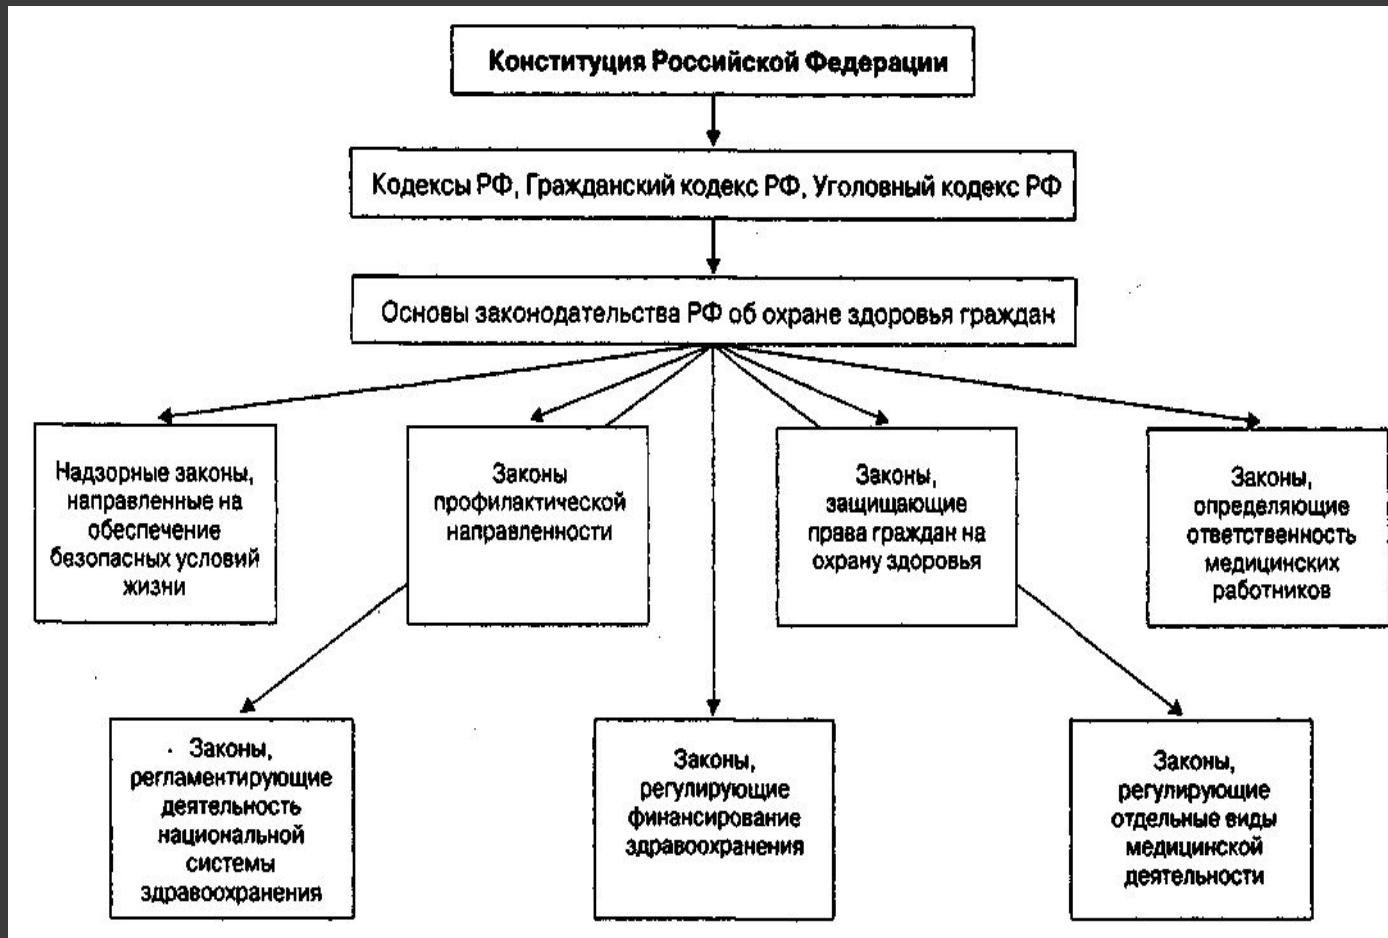 Конституция Российской Федерации
Кодексы РФ, Гражданский кодекс РФ, Уголовный кодекс РФ
Основы законодательства РФ об охране здоровья граждан
Надзорные законы,
направленные на
обеспечение
безопасных условий
жизни
Законы
профилактической
направленности
Законы,
защищающие
права граждан на
охрану здоровья
Законы,
определяющие
ответственность
медицинских
работников
Законы,
регламентирующие
деятельность
национальной
системы
здравоохранения
Законы,
регулирующие
финансирование
здравоохранения
Законы,
регулирующие
отдельные виды
медицинской
деятельности